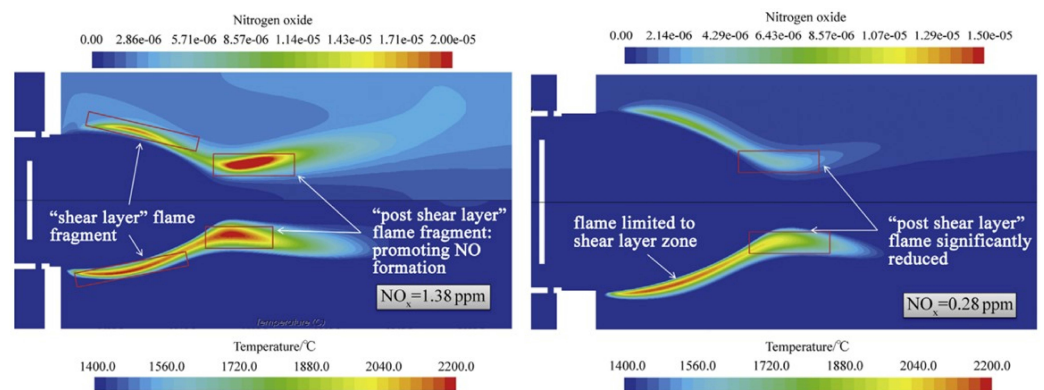 Nitrogen oxide
0.00 2.86e-06 5.71e-06 8.57e-06 1.14e-05 1.43e-05 1.71e-05 2.00e-05
"shear layer" flame
fragment
"post shear layer"
flame fragment:
promoting NO
formation
NOx=1.38 ppm
Temperature (C)
Temperature/℃
1400.0 1560.0 1720.0 1880.0 2040.0 2200.0
Nitrogen oxide
0.00 2.14e-06 4.29e-06 6.43e-06 8.57e-06 1.07e-05 1.29e-05 1.50e-05
flame limited to
shear layer zone
"post shear layer"
flame significantly
reduced
NOx=0.28 ppm
Temperature/℃
1400.0 1560.0 1720.0 1880.0 2040.0 2200.0